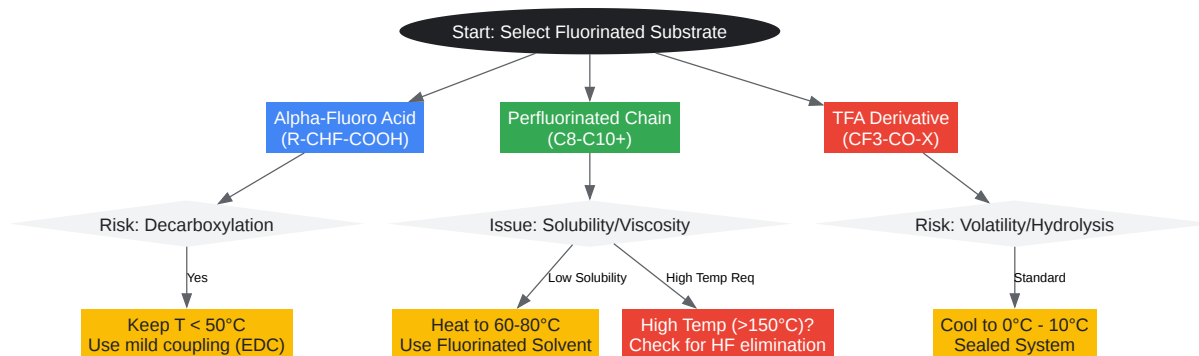 Start: Select Fluorinated Substrate
Alpha-Fluoro Acid
(R-CHF-COOH)
Perfluorinated Chain
(C8-C10+)
TFA Derivative
(CF3-CO-X)
Risk: Decarboxylation
Issue: Solubility/Viscosity
Risk: Volatility/Hydrolysis
Yes
Low Solubility
High Temp Req
Standard
Keep T < 50°C
Use mild coupling (EDC)
Heat to 60-80°C
Use Fluorinated Solvent
High Temp (>150°C)?
Check for HF elimination
Cool to 0°C - 10°C
Sealed System